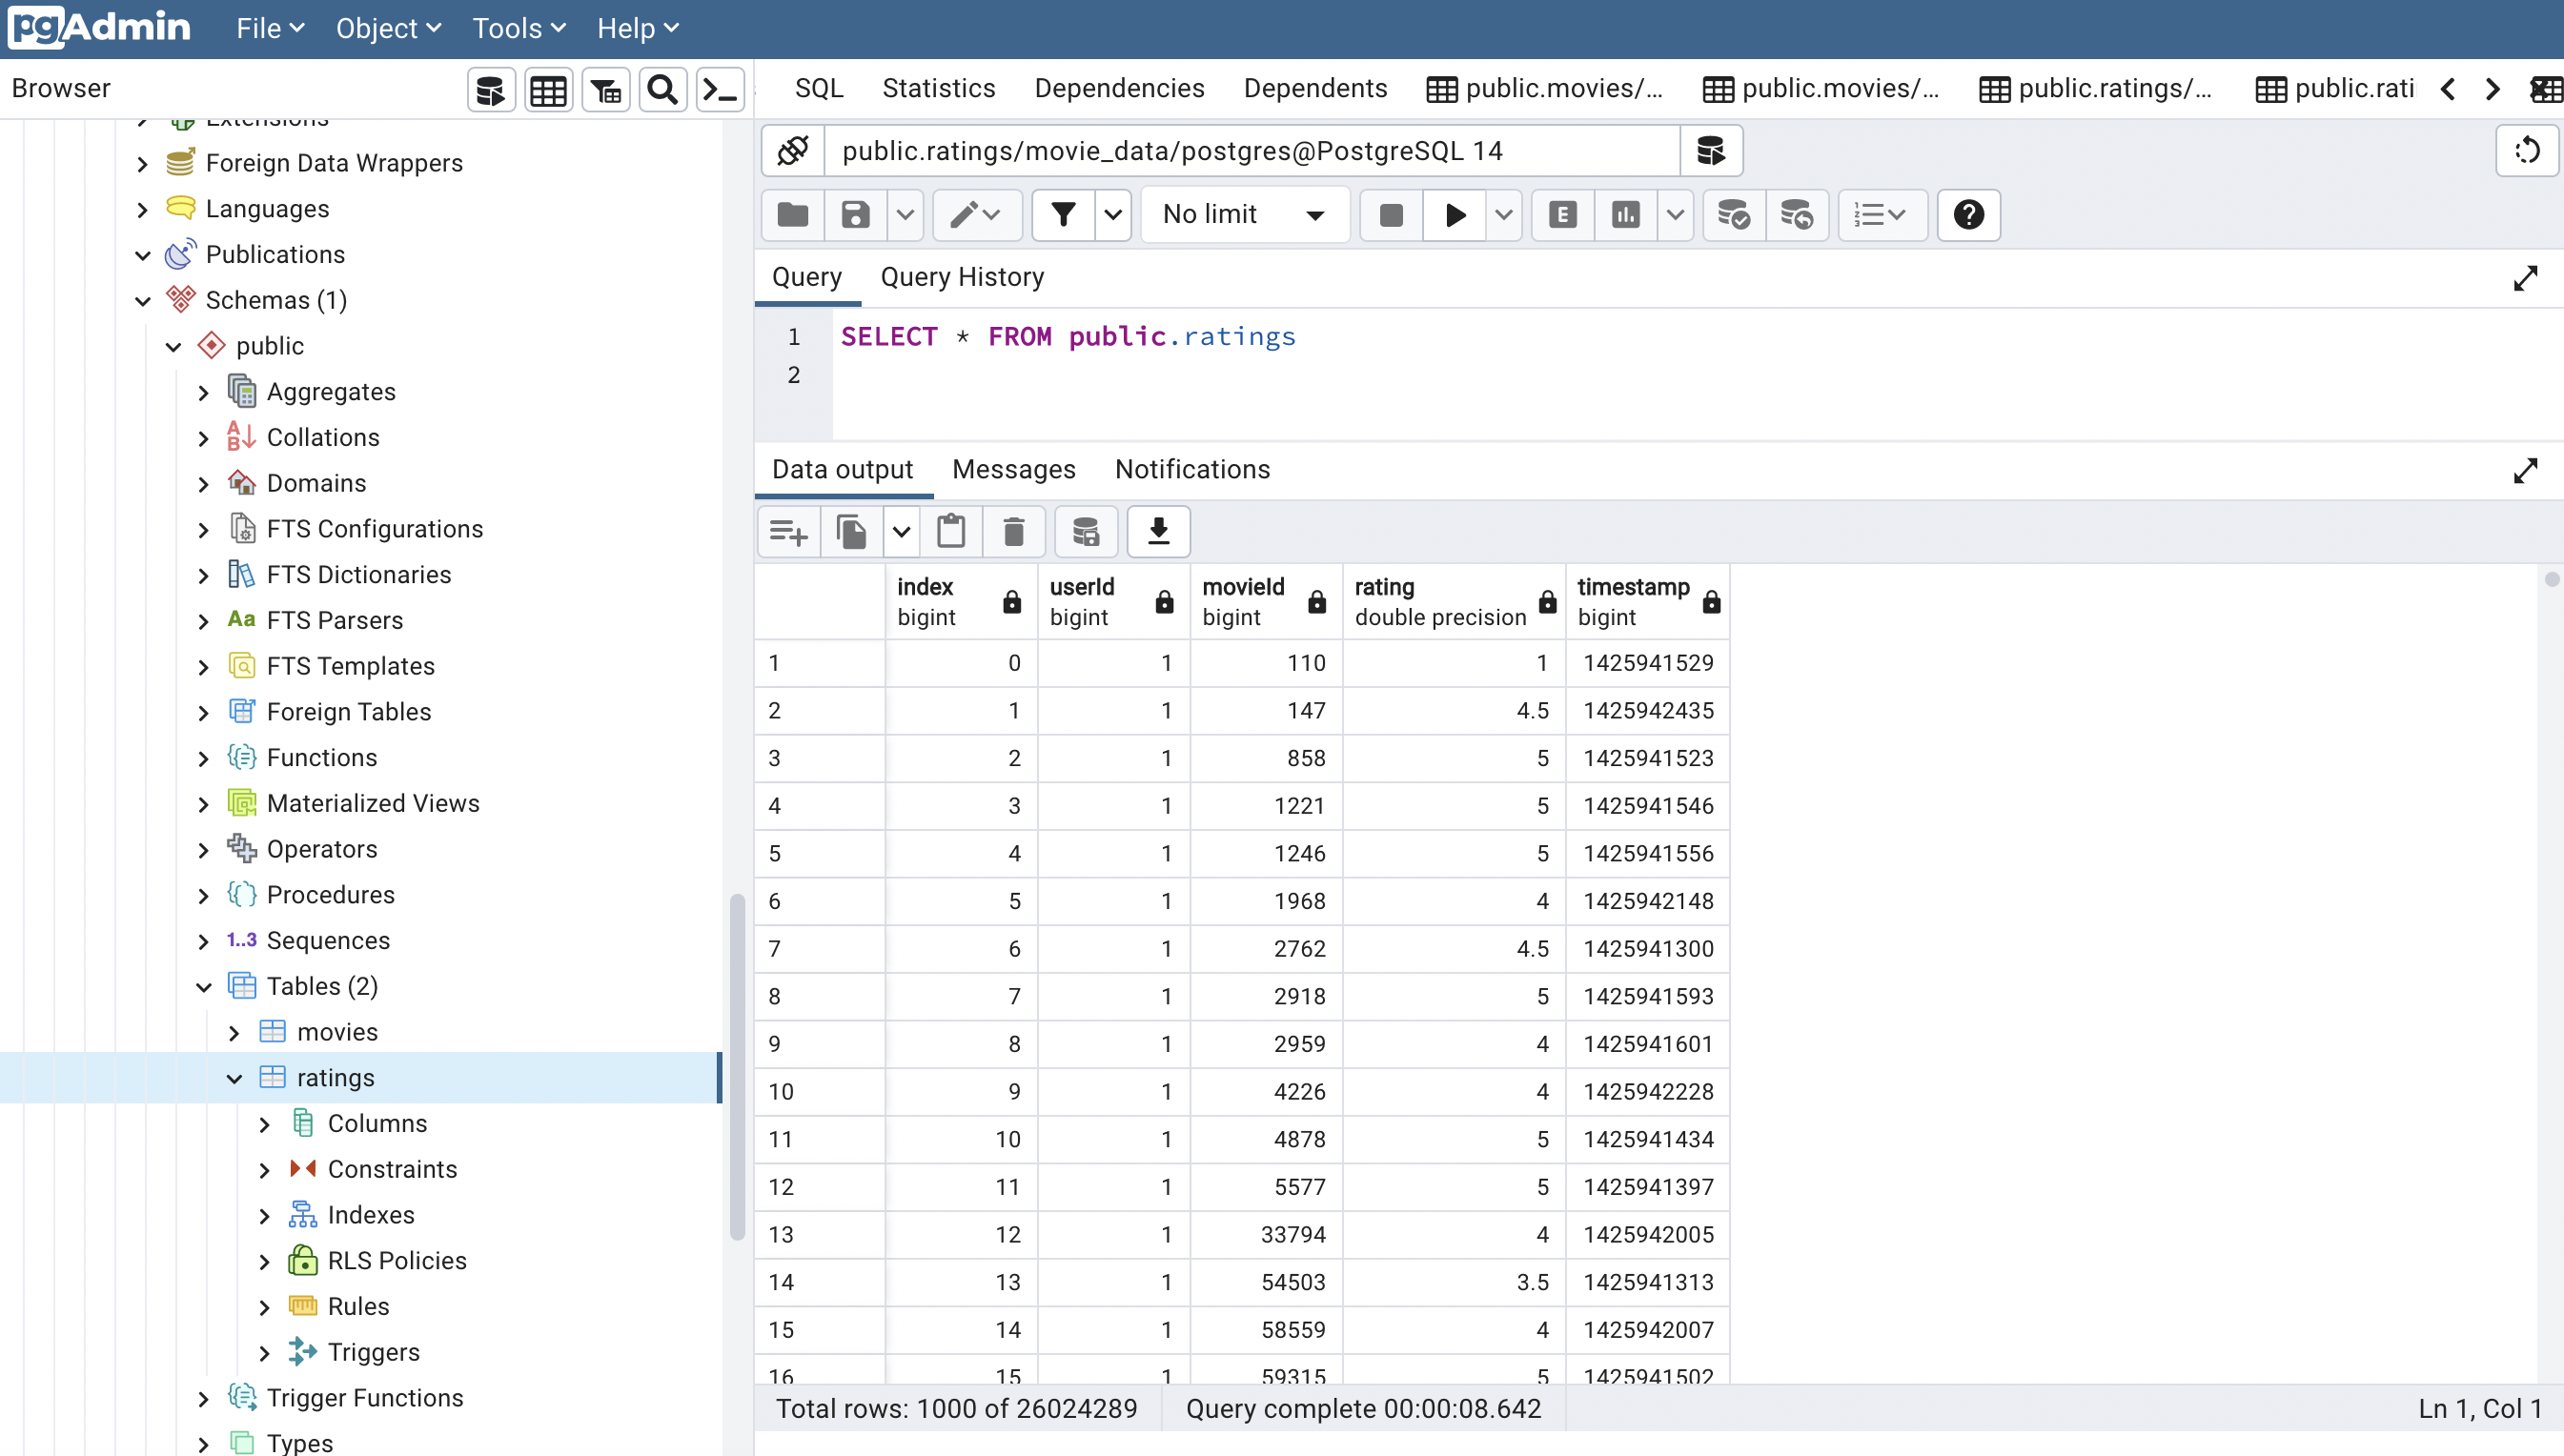 pgAdmin File Object Tools Help
Browser
SQL Statistics Dependencies Dependents public.movies/... public.movies/... public.ratings/... public.rati
Extensions
Foreign Data Wrappers
Languages
Publications
Schemas (1)
public
Aggregates
Collations
Domains
FTS Configurations
FTS Dictionaries
Aa FTS Parsers
FTS Templates
Foreign Tables
Functions
Materialized Views
Operators
Procedures
1..3 Sequences
Tables (2)
movies
ratings
Columns
Constraints
Indexes
RLS Policies
Rules
Triggers
Trigger Functions
Types
public.ratings/movie_data/postgres@PostgreSQL 14
No limit E
Query Query History
1 SELECT * FROM public.ratings
2
Data output Messages Notifications
index userId movieId rating timestamp
bigint bigint bigint double precision bigint
1 0 1 110 1 1425941529
2 1 1 147 4.5 1425942435
3 2 1 858 5 1425941523
4 3 1 1221 5 1425941546
5 4 1 1246 5 1425941556
6 5 1 1968 4 1425942148
7 6 1 2762 4.5 1425941300
8 7 1 2918 5 1425941593
9 8 1 2959 4 1425941601
10 9 1 4226 4 1425942228
11 10 1 4878 5 1425941434
12 11 1 5577 5 1425941397
13 12 1 33794 4 1425942005
14 13 1 54503 3.5 1425941313
15 14 1 58559 4 1425942007
16 15 1 59315 5 1425941502
Total rows: 1000 of 26024289 Query complete 00:00:08.642 Ln 1, Col 1